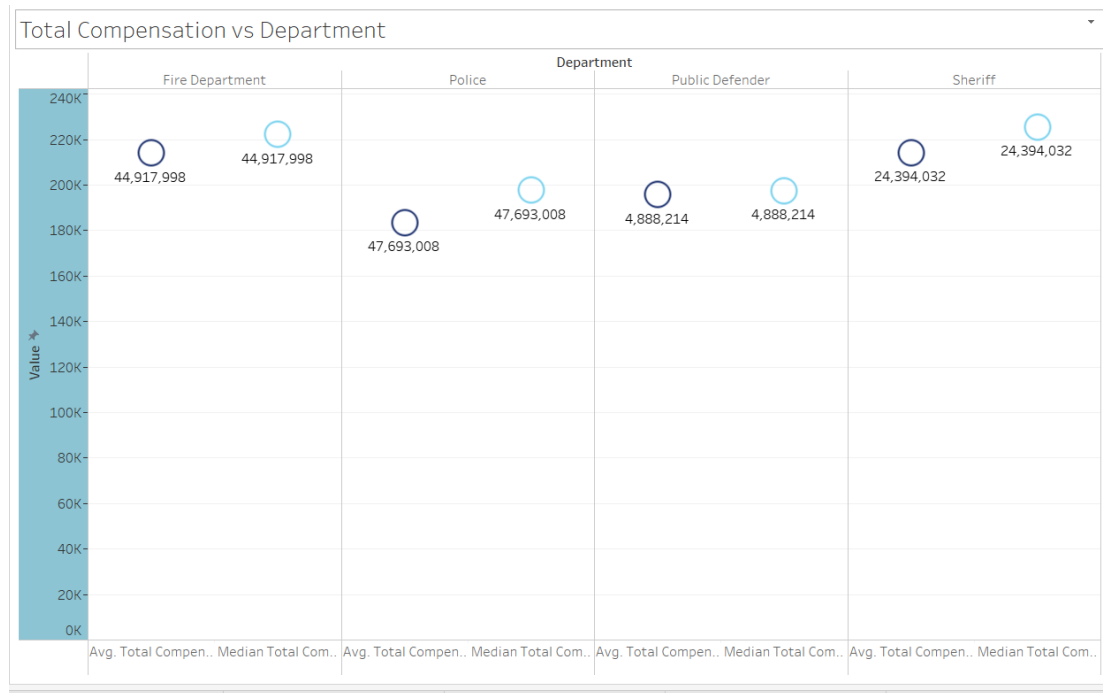 Total Compensation vs Department
Department
Fire Department Police Public Defender Sheriff
240K
220K
200K
180K
160K
140K
120K
100K
80K
60K
40K
20K
0K
Value
44,917,998
44,917,998
47,693,008
47,693,008
4,888,214
4,888,214
24,394,032
24,394,032
Avg. Total Compen.. Median Total Com.. Avg. Total Compen.. Median Total Com.. Avg. Total Compen.. Median Total Com.. Avg. Total Compen.. Median Total Com..